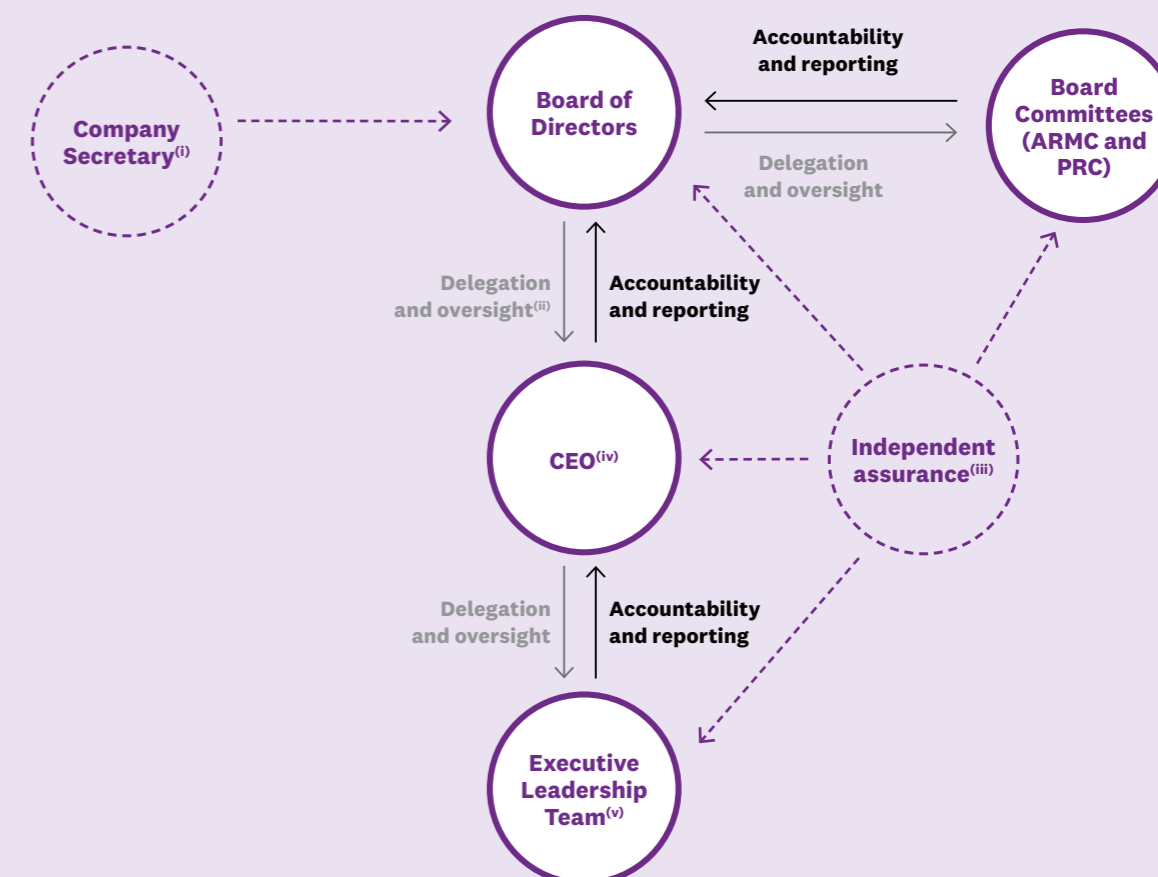 Accountability
and reporting
Company
Secretary(i)
Board of
Directors
Board
Committees
(ARMC and
PRC)
Delegation
and oversight
Delegation
and oversight(ii)
Accountability
and reporting
CEO(iv)
Independent
assurance(iii)
Delegation
and oversight
Accountability
and reporting
Executive
Leadership
Team(v)